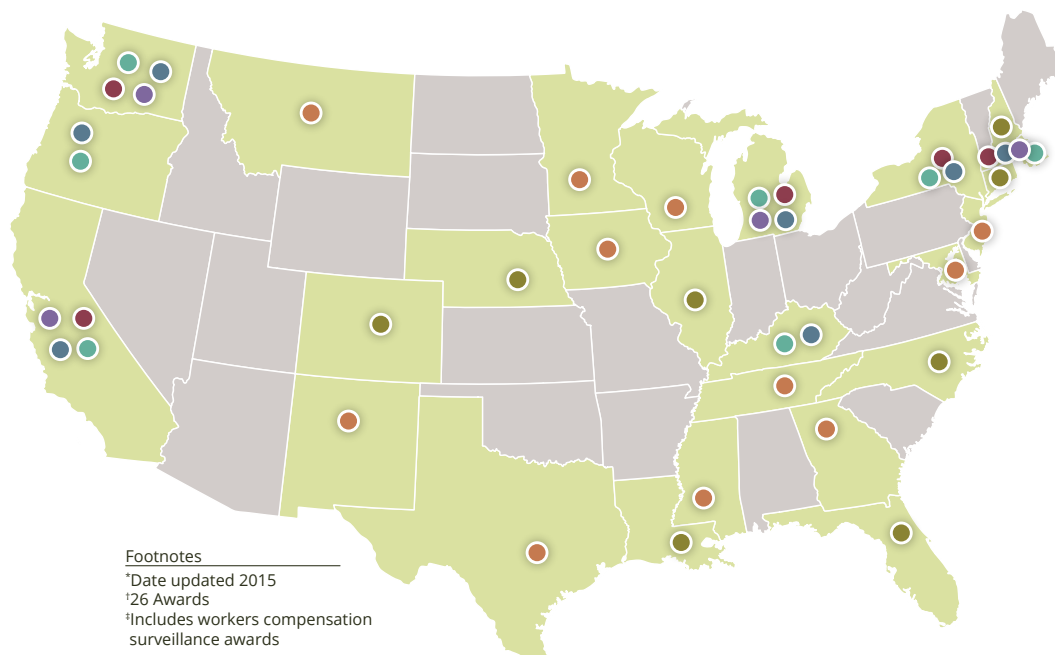 Footnotes
*Date updated 2015
†26 Awards
‡Includes workers compensation
surveillance awards